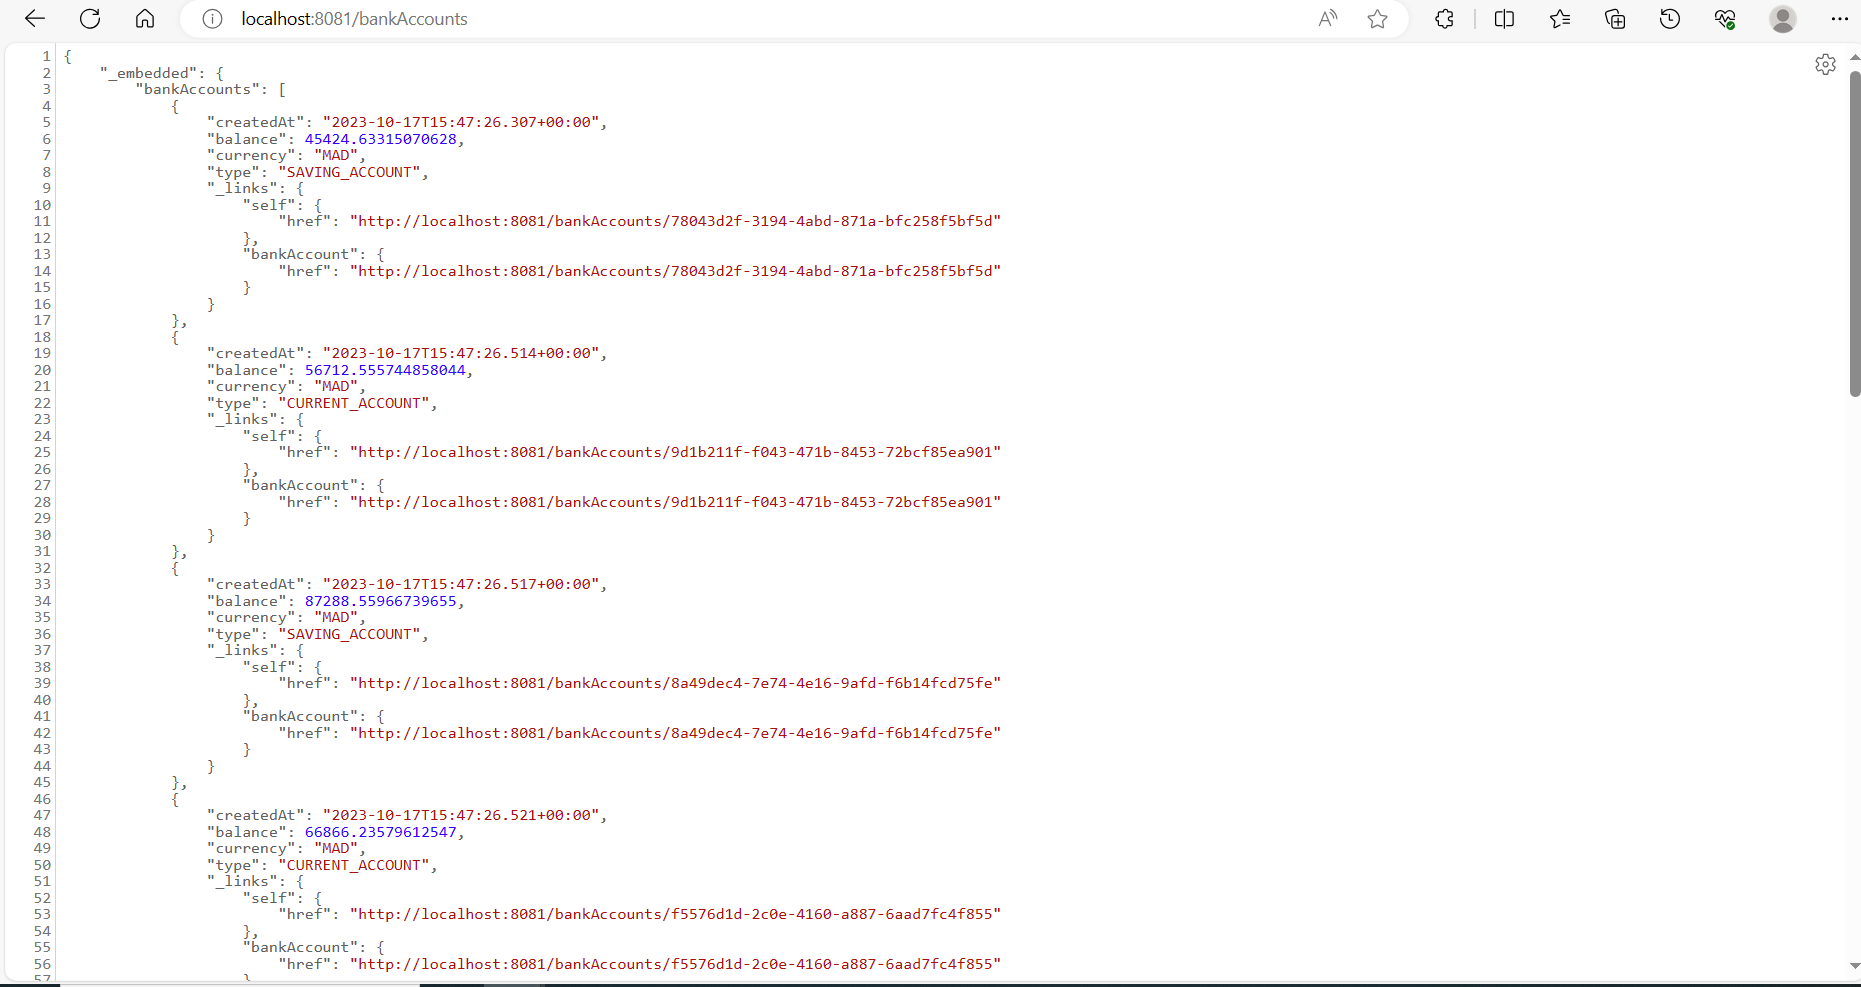 localhost:8081/bankAccounts
1 {
2 "_embedded": {
3 "bankAccounts": [
4 {
5 "createdAt": "2023-10-17T15:47:26.307+00:00",
6 "balance": 45424.63315070628,
7 "currency": "MAD",
8 "type": "SAVING_ACCOUNT",
9 "_links": {
10 "self": {
11 "href": "http://localhost:8081/bankAccounts/78043d2f-3194-4abd-871a-bfc258f5bf5d"
12 },
13 "bankAccount": {
14 "href": "http://localhost:8081/bankAccounts/78043d2f-3194-4abd-871a-bfc258f5bf5d"
15 }
16 }
17 },
18 {
19 "createdAt": "2023-10-17T15:47:26.514+00:00",
20 "balance": 56712.555744858044,
21 "currency": "MAD",
22 "type": "CURRENT_ACCOUNT",
23 "_links": {
24 "self": {
25 "href": "http://localhost:8081/bankAccounts/9d1b211f-f043-471b-8453-72bcf85ea901"
26 },
27 "bankAccount": {
28 "href": "http://localhost:8081/bankAccounts/9d1b211f-f043-471b-8453-72bcf85ea901"
29 }
30 }
31 },
32 {
33 "createdAt": "2023-10-17T15:47:26.517+00:00",
34 "balance": 87288.55966739655,
35 "currency": "MAD",
36 "type": "SAVING_ACCOUNT",
37 "_links": {
38 "self": {
39 "href": "http://localhost:8081/bankAccounts/8a49dec4-7e74-4e16-9afd-f6b14fcd75fe"
40 },
41 "bankAccount": {
42 "href": "http://localhost:8081/bankAccounts/8a49dec4-7e74-4e16-9afd-f6b14fcd75fe"
43 }
44 }
45 },
46 {
47 "createdAt": "2023-10-17T15:47:26.521+00:00",
48 "balance": 66866.23579612547,
49 "currency": "MAD",
50 "type": "CURRENT_ACCOUNT",
51 "_links": {
52 "self": {
53 "href": "http://localhost:8081/bankAccounts/f5576d1d-2c0e-4160-a887-6aad7fc4f855"
54 },
55 "bankAccount": {
56 "href": "http://localhost:8081/bankAccounts/f5576d1d-2c0e-4160-a887-6aad7fc4f855"
57 }